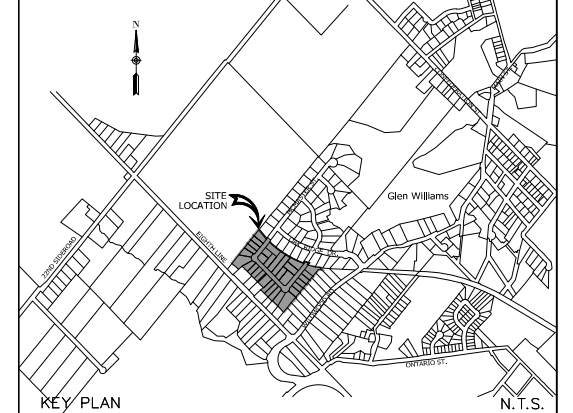 N
SITE
LOCATION
Glen Williams
EIGHTH LINE
22ND SIDEROAD
ONTARIO ST.
KEY PLAN
N.T.S.